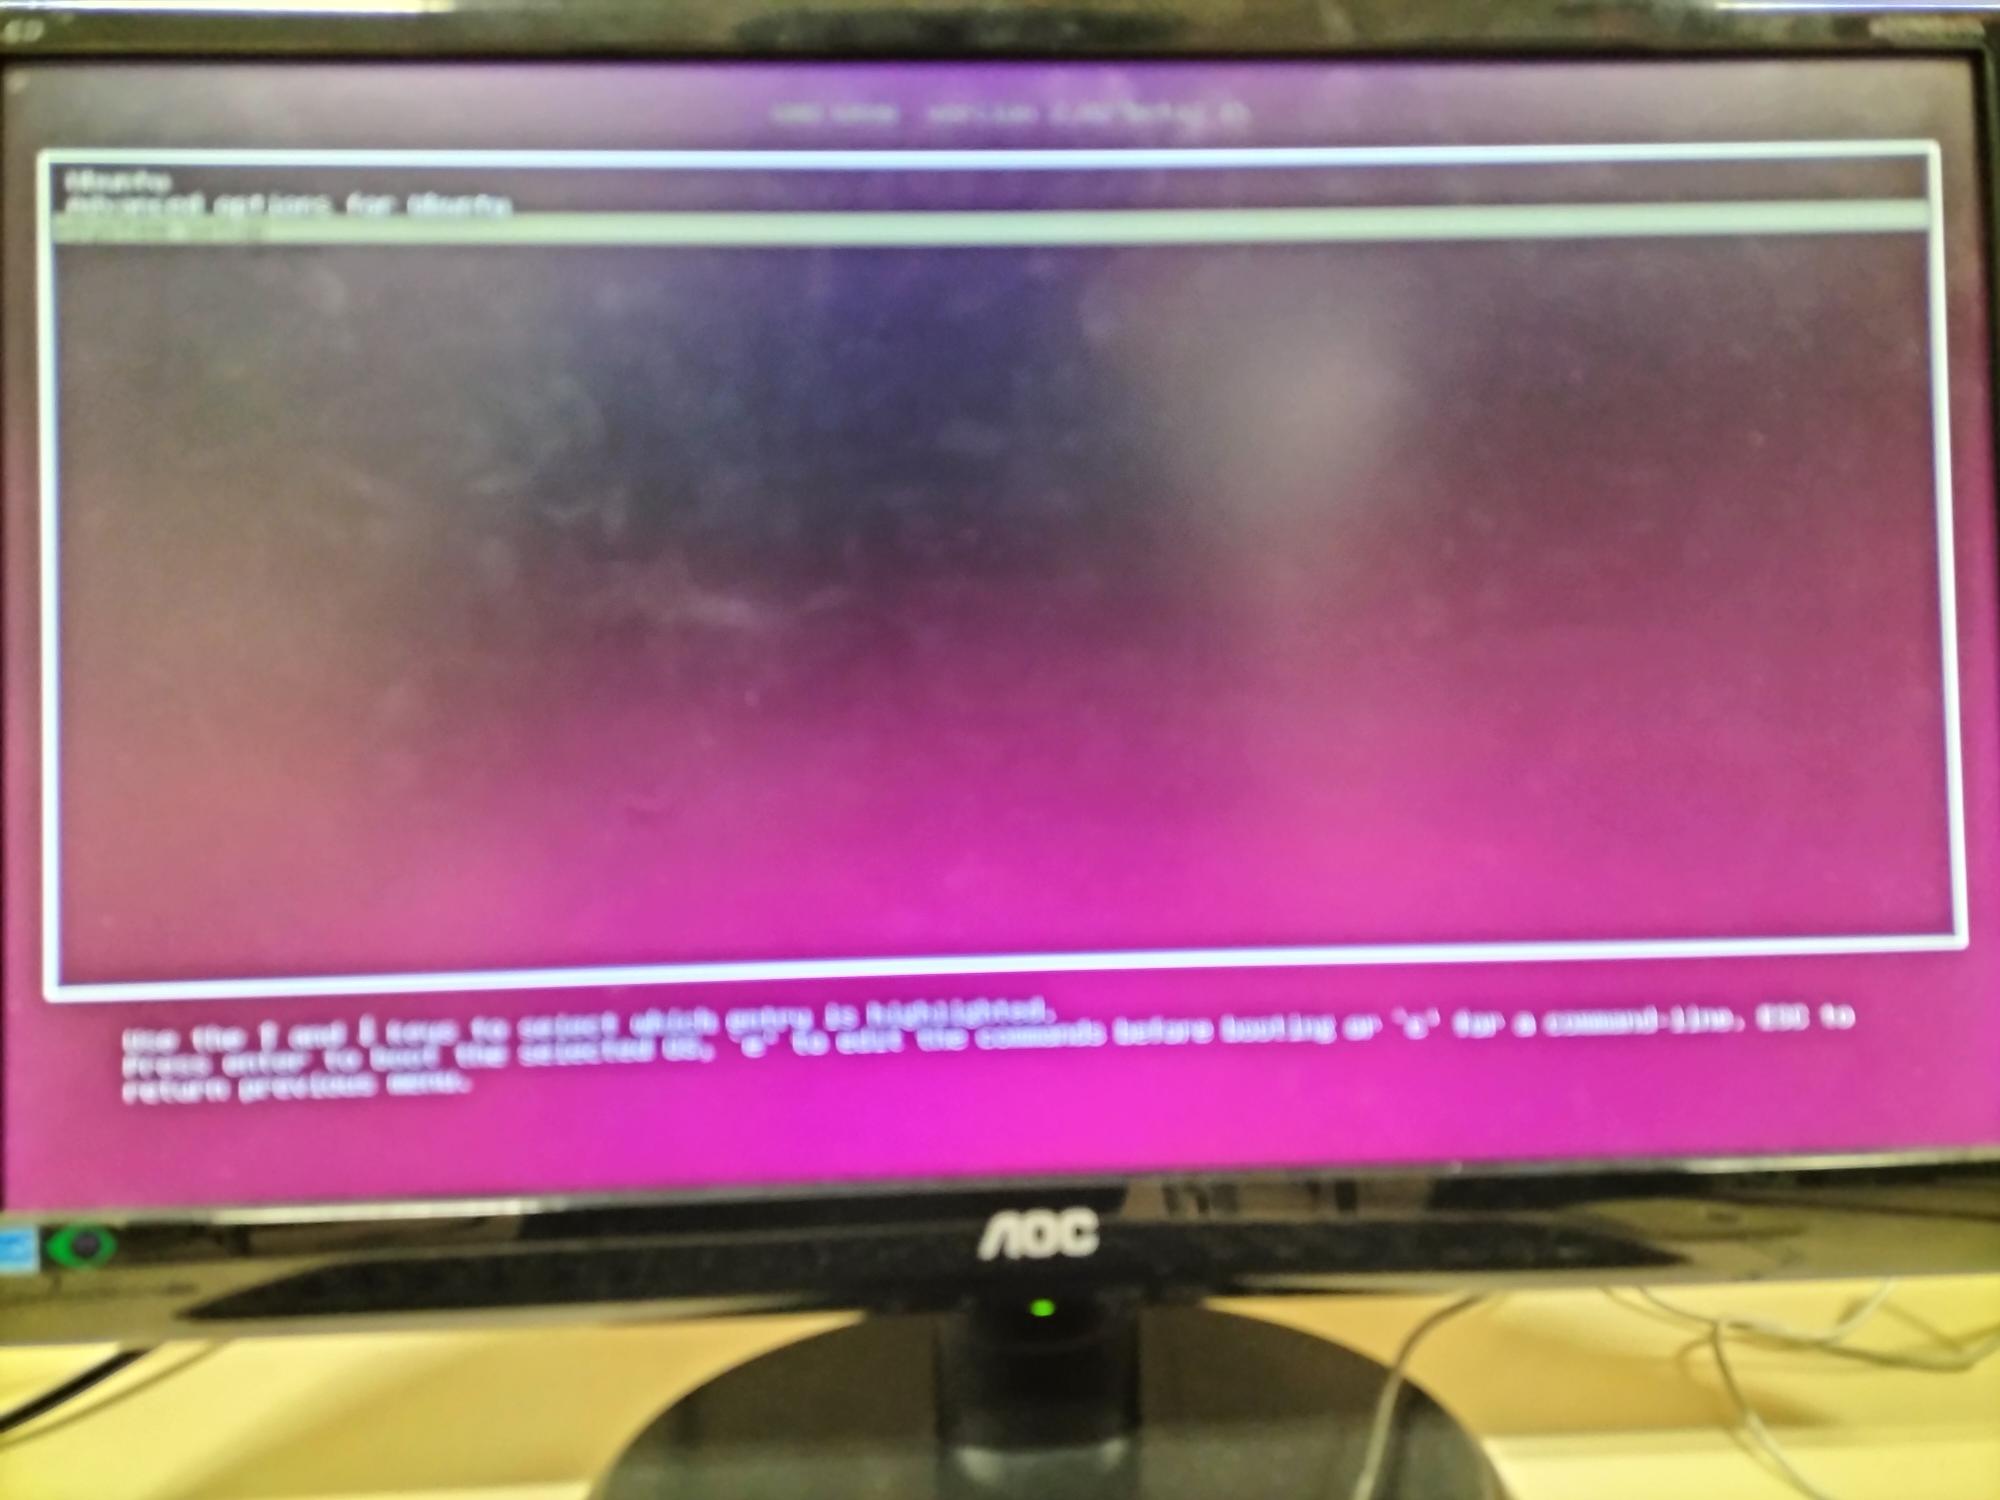 Ubuntu
Advanced options for Ubuntu
Use the ↑ and ↓ keys to select which entry is highlighted.
Press enter to boot the selected OS, 'e' to edit the commands before booting or 'c' for a command-line. ESC to
return previous menu.
AOC